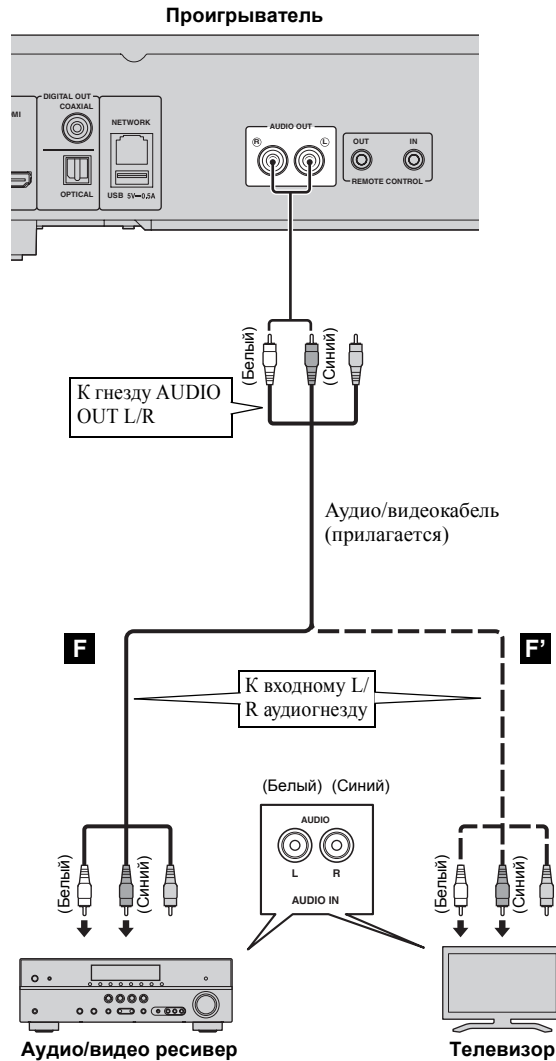 Проигрыватель
DIGITAL OUT
COAXIAL
MI
NETWORK
AUDIO OUT
R
L
OUT
IN
REMOTE CONTROL
OPTICAL
USB 5V⎓0.5A
(Белый)
(Синий)
К гнезду AUDIO
OUT L/R
Аудио/видеокабель
(прилагается)
F
F’
К входному L/
R аудиогнезду
(Белый) (Синий)
AUDIO
L R
AUDIO IN
(Белый)
(Синий)
(Белый)
(Синий)
Аудио/видео ресивер
Телевизор